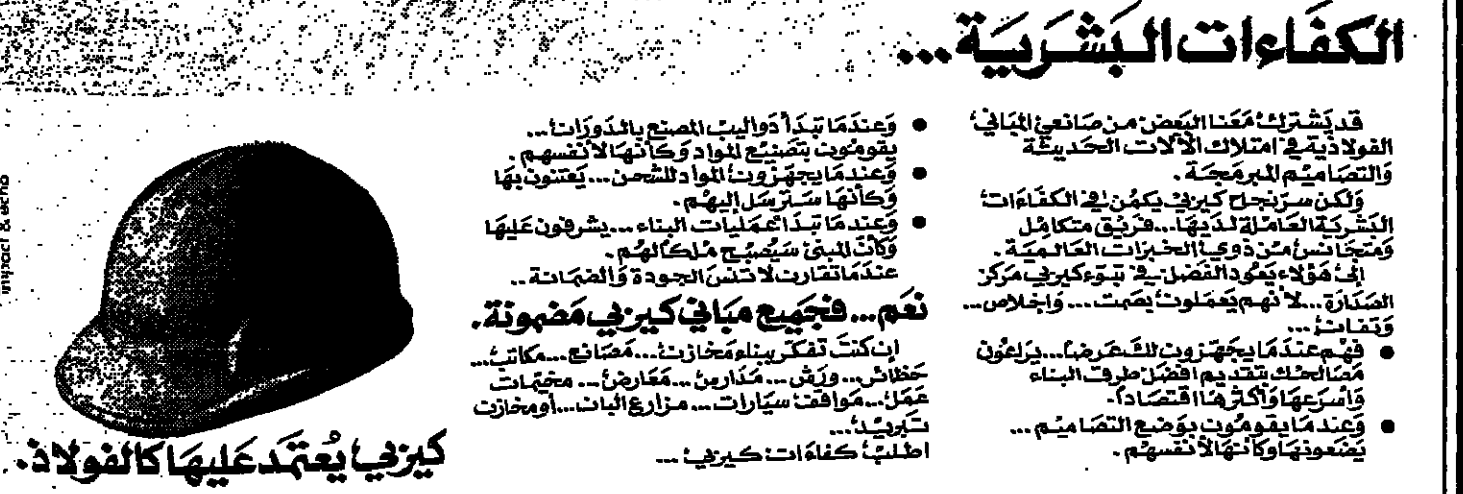 الكفاءات البشرية...
قد يشترك معنا البعض من صانعي المباني
الفولاذية في امتلاك الآلات الحديثة
والتصاميم المبرمجة.
ولكن سر نجاح كيربي يكمن في الكفاءات
البشرية العاملة لديها... فريق متكامل
ومتجانس من ذوي الخبرات العالمية.
إلى هؤلاء يعود الفضل في تبوء كيربي مركز
الصدارة... لأنهم يعملون بصمت.... وإخلاص...
وتفان...
● فهم عندما يجهزون لك عرضاً... يراعون
مصالحك بتقديم أفضل طرق البناء
وأسرعها وأكثرها اقتصاداً.
● وعندما يقومون بوضع التصاميم...
يضعونها وكأنها لأنفسهم.
● وعندما تبدأ دواليب المصنع بالدوران...
يقومون بتصنيع المواد وكأنها لأنفسهم.
● وعندما يجهزون المواد للشحن... يعتنون بها
وكأنها سترسل إليهم.
● وعندما تبدأ عمليات البناء... يشرفون عليها
وكأن المبنى سيصبح ملكاً لهم.
عندما تقارن لا تنس الجودة والضمانة..
نعم... فجميع مباني كيربي مضمونة.
إن كنت تفكر ببناء مخازن... مصانع... مكاتب...
حظائر... ورش... مدارس... معارض... مخيمات
عمل... مواقف سيارات... مزارع ألبان... أو مخازن
تبريد...
اطلب كفاءات كيربي...
كيربي يُعتمد عليها كالفولاذ.
impact & echo